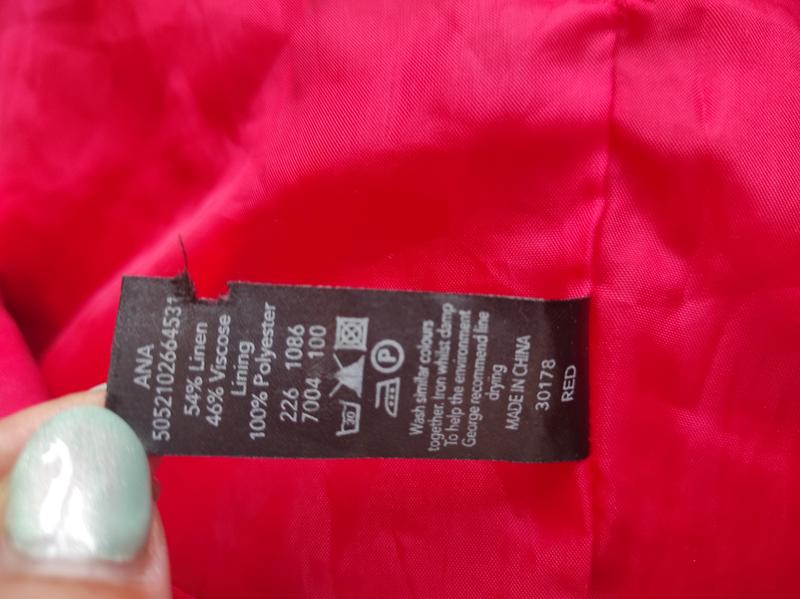 ANA
5052102664531
54% Linen
46% Viscose
Lining
100% Polyester
226 1086
7004 100
30
P
Wash similar colours
together. Iron whilst damp
To help the environment
George recommend line
drying
MADE IN CHINA
30178
RED